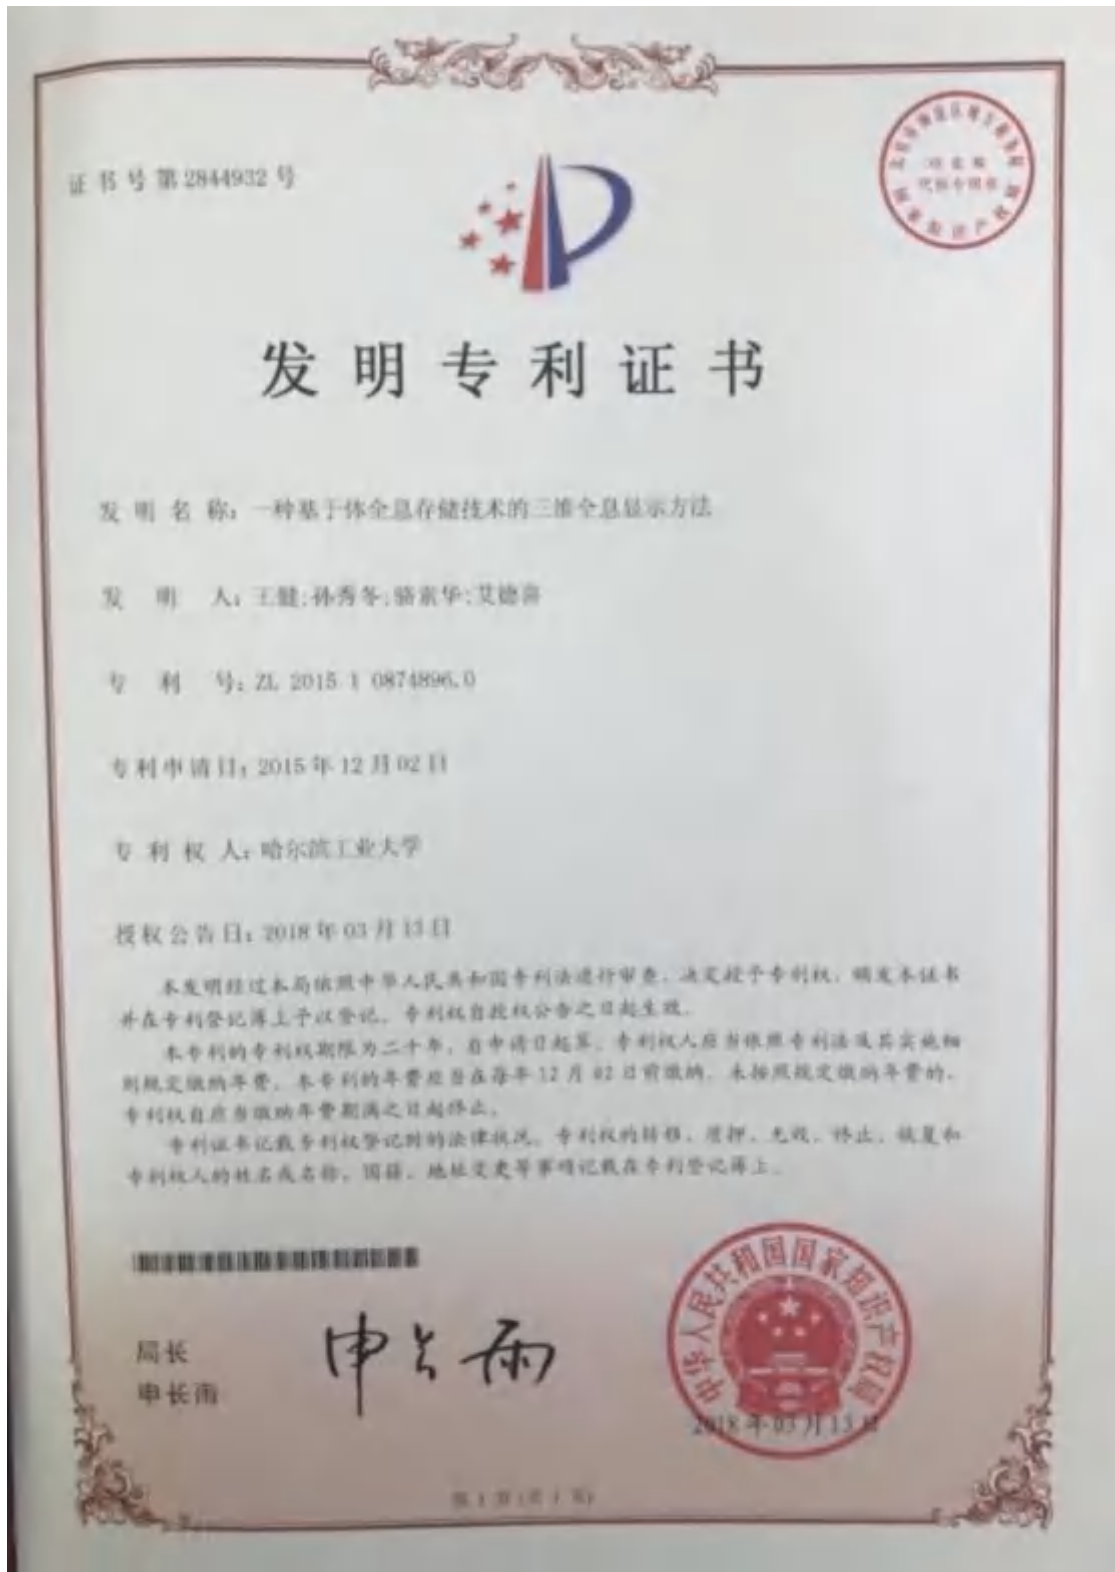 证书号第2844932号
发明专利证书
发明名称：一种基于体全息存储技术的三维全息显示方法
发明人：王健;孙秀冬;骆素华;艾德喜
专利号：ZL 2015 1 0874896.0
专利申请日：2015年12月02日
专利权人：哈尔滨工业大学
授权公告日：2018年03月13日
本发明经过本局依照中华人民共和国专利法进行审查，决定授予专利权，颁发本证书
并在专利登记簿上予以登记。专利权自授权公告之日起生效。
本专利的专利权期限为二十年，自申请日起算。专利权人应当依照专利法及其实施细
则规定缴纳年费。本专利的年费应当在每年12月02日前缴纳。未按照规定缴纳年费的，
专利权自应当缴纳年费期满之日起终止。
专利证书记载专利权登记时的法律状况。专利权的转移、质押、无效、终止、恢复和
专利权人的姓名或名称、国籍、地址变更等事项记载在专利登记簿上。
局长
申长雨
申长雨
中华人民共和国国家知识产权局
2018年03月13日
第1页(共1页)